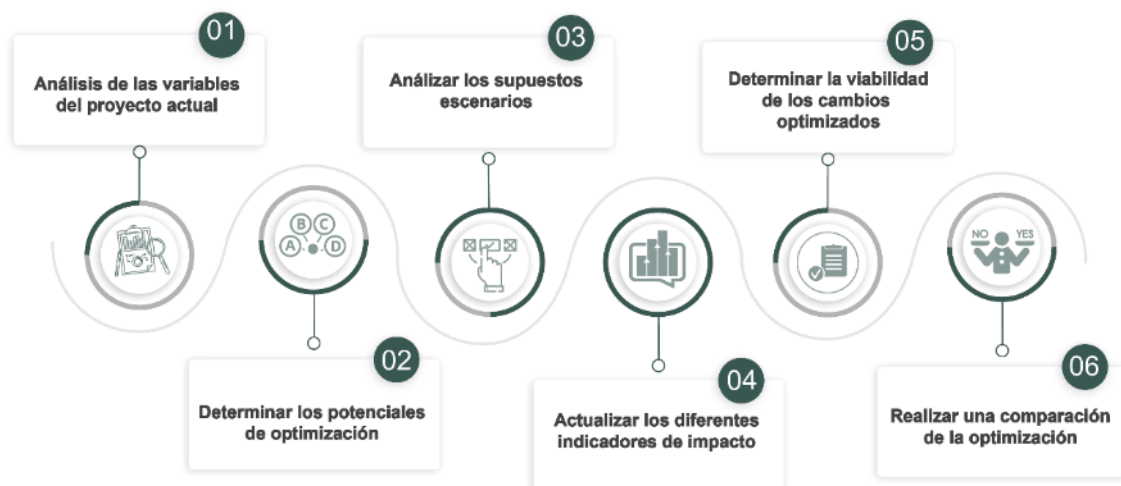 01
Análisis de las variables
del proyecto actual
02
Determinar los potenciales
de optimización
03
Análizar los supuestos
escenarios
04
Actualizar los diferentes
indicadores de impacto
05
Determinar la viabilidad
de los cambios
optimizados
06
Realizar una comparación
de la optimización
B C
A D
NO YES